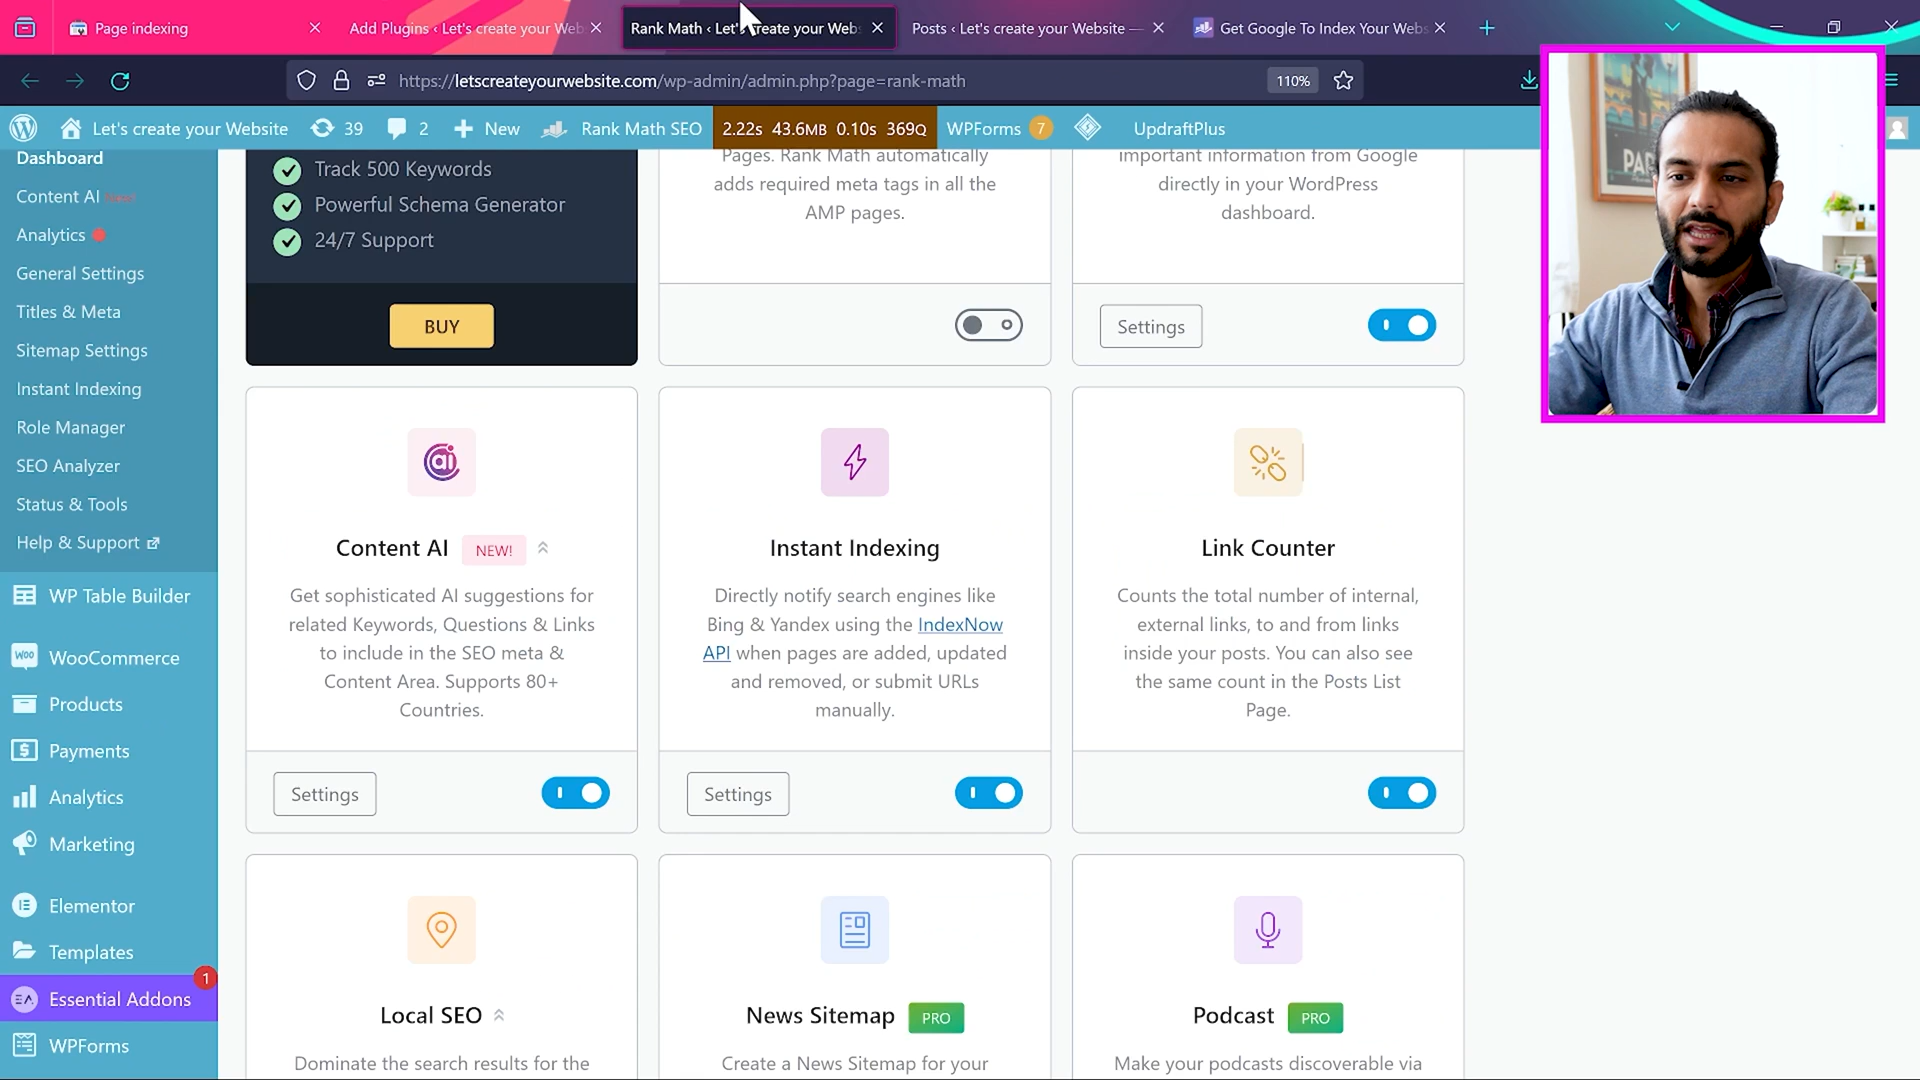 Page indexing
Add Plugins ‹ Let's create your Web
Rank Math ‹ Let's create your Web
Posts ‹ Let's create your Website —
Get Google To Index Your Webs
https://letscreateyourwebsite.com/wp-admin/admin.php?page=rank-math
110%
Let's create your Website
39
2
New
Rank Math SEO
2.22s 43.6MB 0.10s 369Q
WPForms 7
UpdraftPlus
Dashboard
Content AI
Analytics
General Settings
Titles & Meta
Sitemap Settings
Instant Indexing
Role Manager
SEO Analyzer
Status & Tools
Help & Support
WP Table Builder
WooCommerce
Products
Payments
Analytics
Marketing
Elementor
Templates
1
Essential Addons
WPForms
Track 500 Keywords
Powerful Schema Generator
24/7 Support
BUY
Pages. Rank Math automatically
adds required meta tags in all the
AMP pages.
important information from Google
directly in your WordPress
dashboard.
Settings
Content AI NEW!
Get sophisticated AI suggestions for
related Keywords, Questions & Links
to include in the SEO meta &
Content Area. Supports 80+
Countries.
Settings
Instant Indexing
Directly notify search engines like
Bing & Yandex using the IndexNow
API when pages are added, updated
and removed, or submit URLs
manually.
Settings
Link Counter
Counts the total number of internal,
external links, to and from links
inside your posts. You can also see
the same count in the Posts List
Page.
Local SEO
Dominate the search results for the
News Sitemap PRO
Create a News Sitemap for your
Podcast PRO
Make your podcasts discoverable via